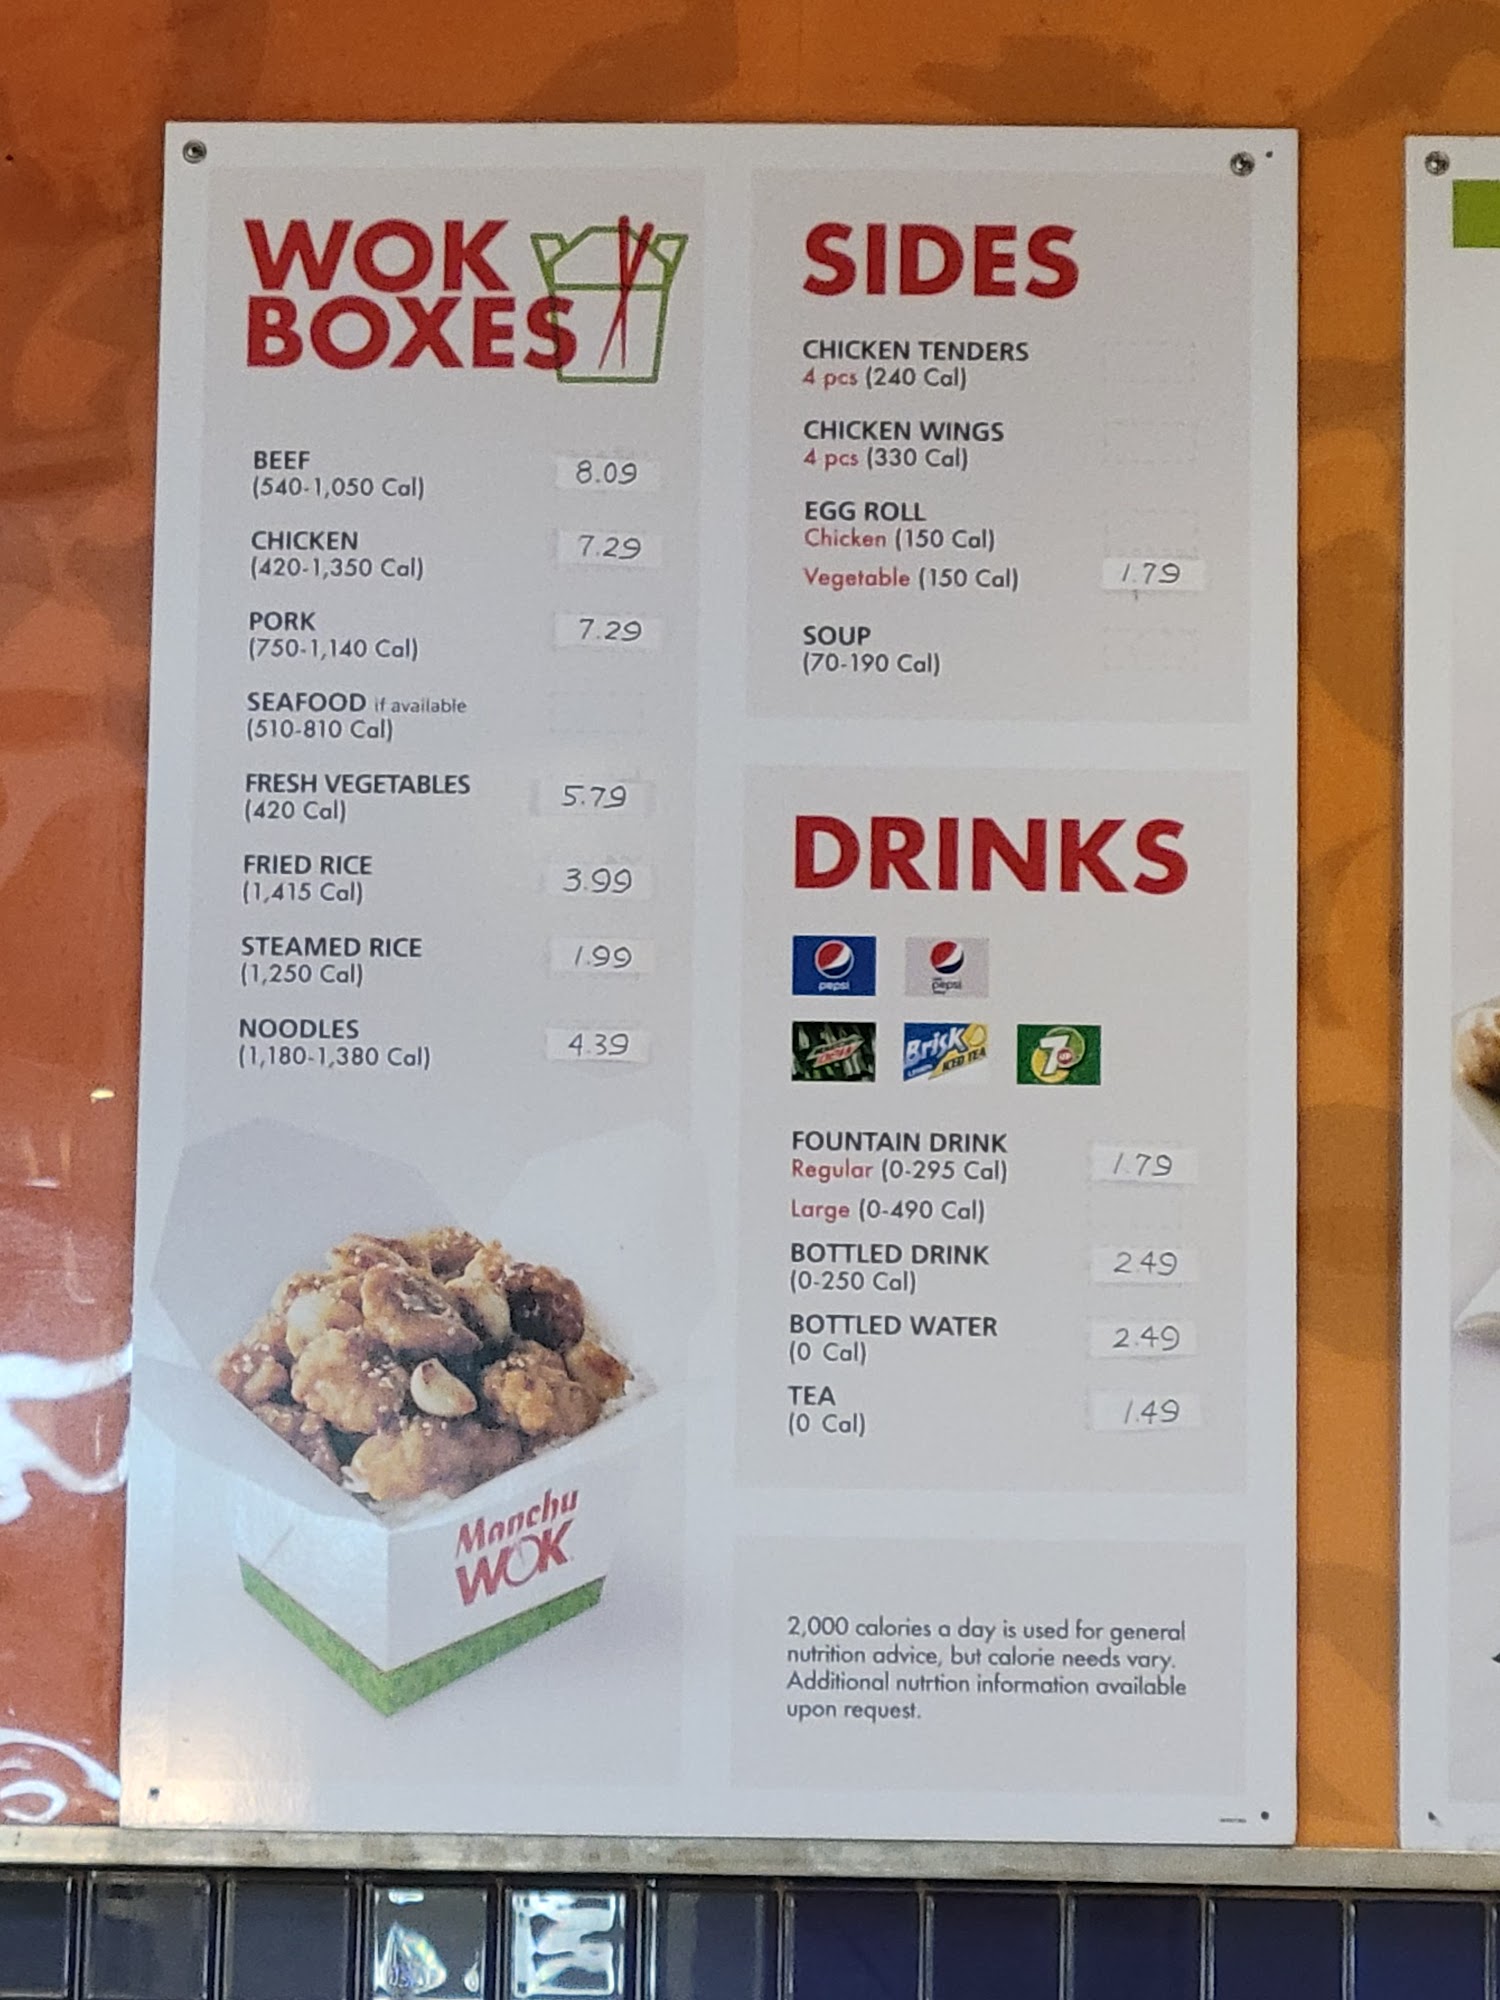 WOK
BOXES
BEEF 8.09
(540-1,050 Cal)
CHICKEN 7.29
(420-1,350 Cal)
PORK 7.29
(750-1,140 Cal)
SEAFOOD if available
(510-810 Cal)
FRESH VEGETABLES 5.79
(420 Cal)
FRIED RICE 3.99
(1,415 Cal)
STEAMED RICE 1.99
(1,250 Cal)
NOODLES 4.39
(1,180-1,380 Cal)
Manchu
WOK
SIDES
CHICKEN TENDERS
4 pcs (240 Cal)
CHICKEN WINGS
4 pcs (330 Cal)
EGG ROLL
Chicken (150 Cal)
Vegetable (150 Cal) 1.79
SOUP
(70-190 Cal)
DRINKS
pepsi
pepsi
Brisk
ICED TEA
7UP
FOUNTAIN DRINK
Regular (0-295 Cal) 1.79
Large (0-490 Cal)
BOTTLED DRINK 2.49
(0-250 Cal)
BOTTLED WATER 2.49
(0 Cal)
TEA 1.49
(0 Cal)
2,000 calories a day is used for general
nutrition advice, but calorie needs vary.
Additional nutrtion information available
upon request.